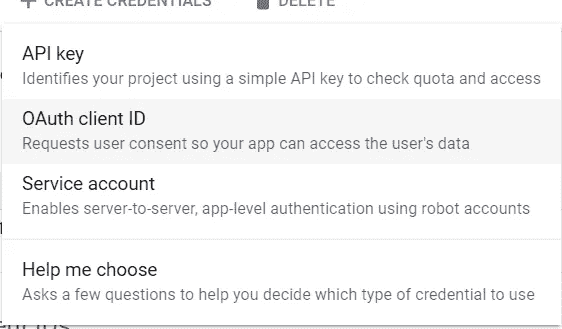 + CREATE CREDENTIALS DELETE
API key
Identifies your project using a simple API key to check quota and access
OAuth client ID
Requests user consent so your app can access the user's data
Service account
Enables server-to-server, app-level authentication using robot accounts
Help me choose
Asks a few questions to help you decide which type of credential to use